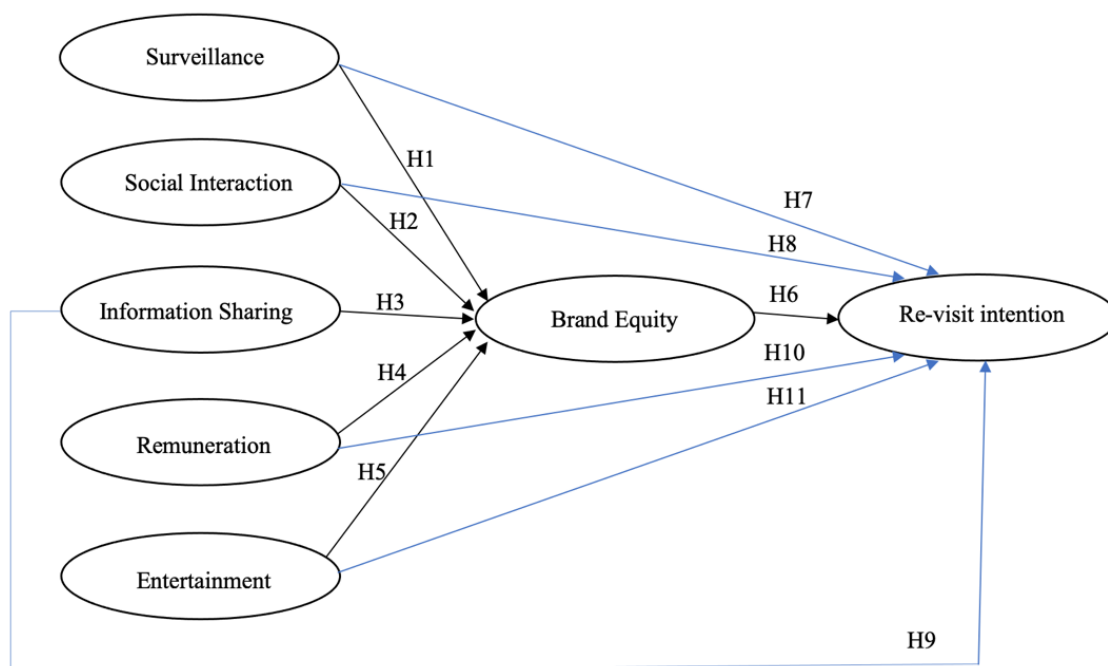 Surveillance
H1
Social Interaction
H7
H2
H8
Information Sharing
H3
Brand Equity
H6
Re-visit intention
H10
H4
H11
Remuneration
H5
Entertainment
H9